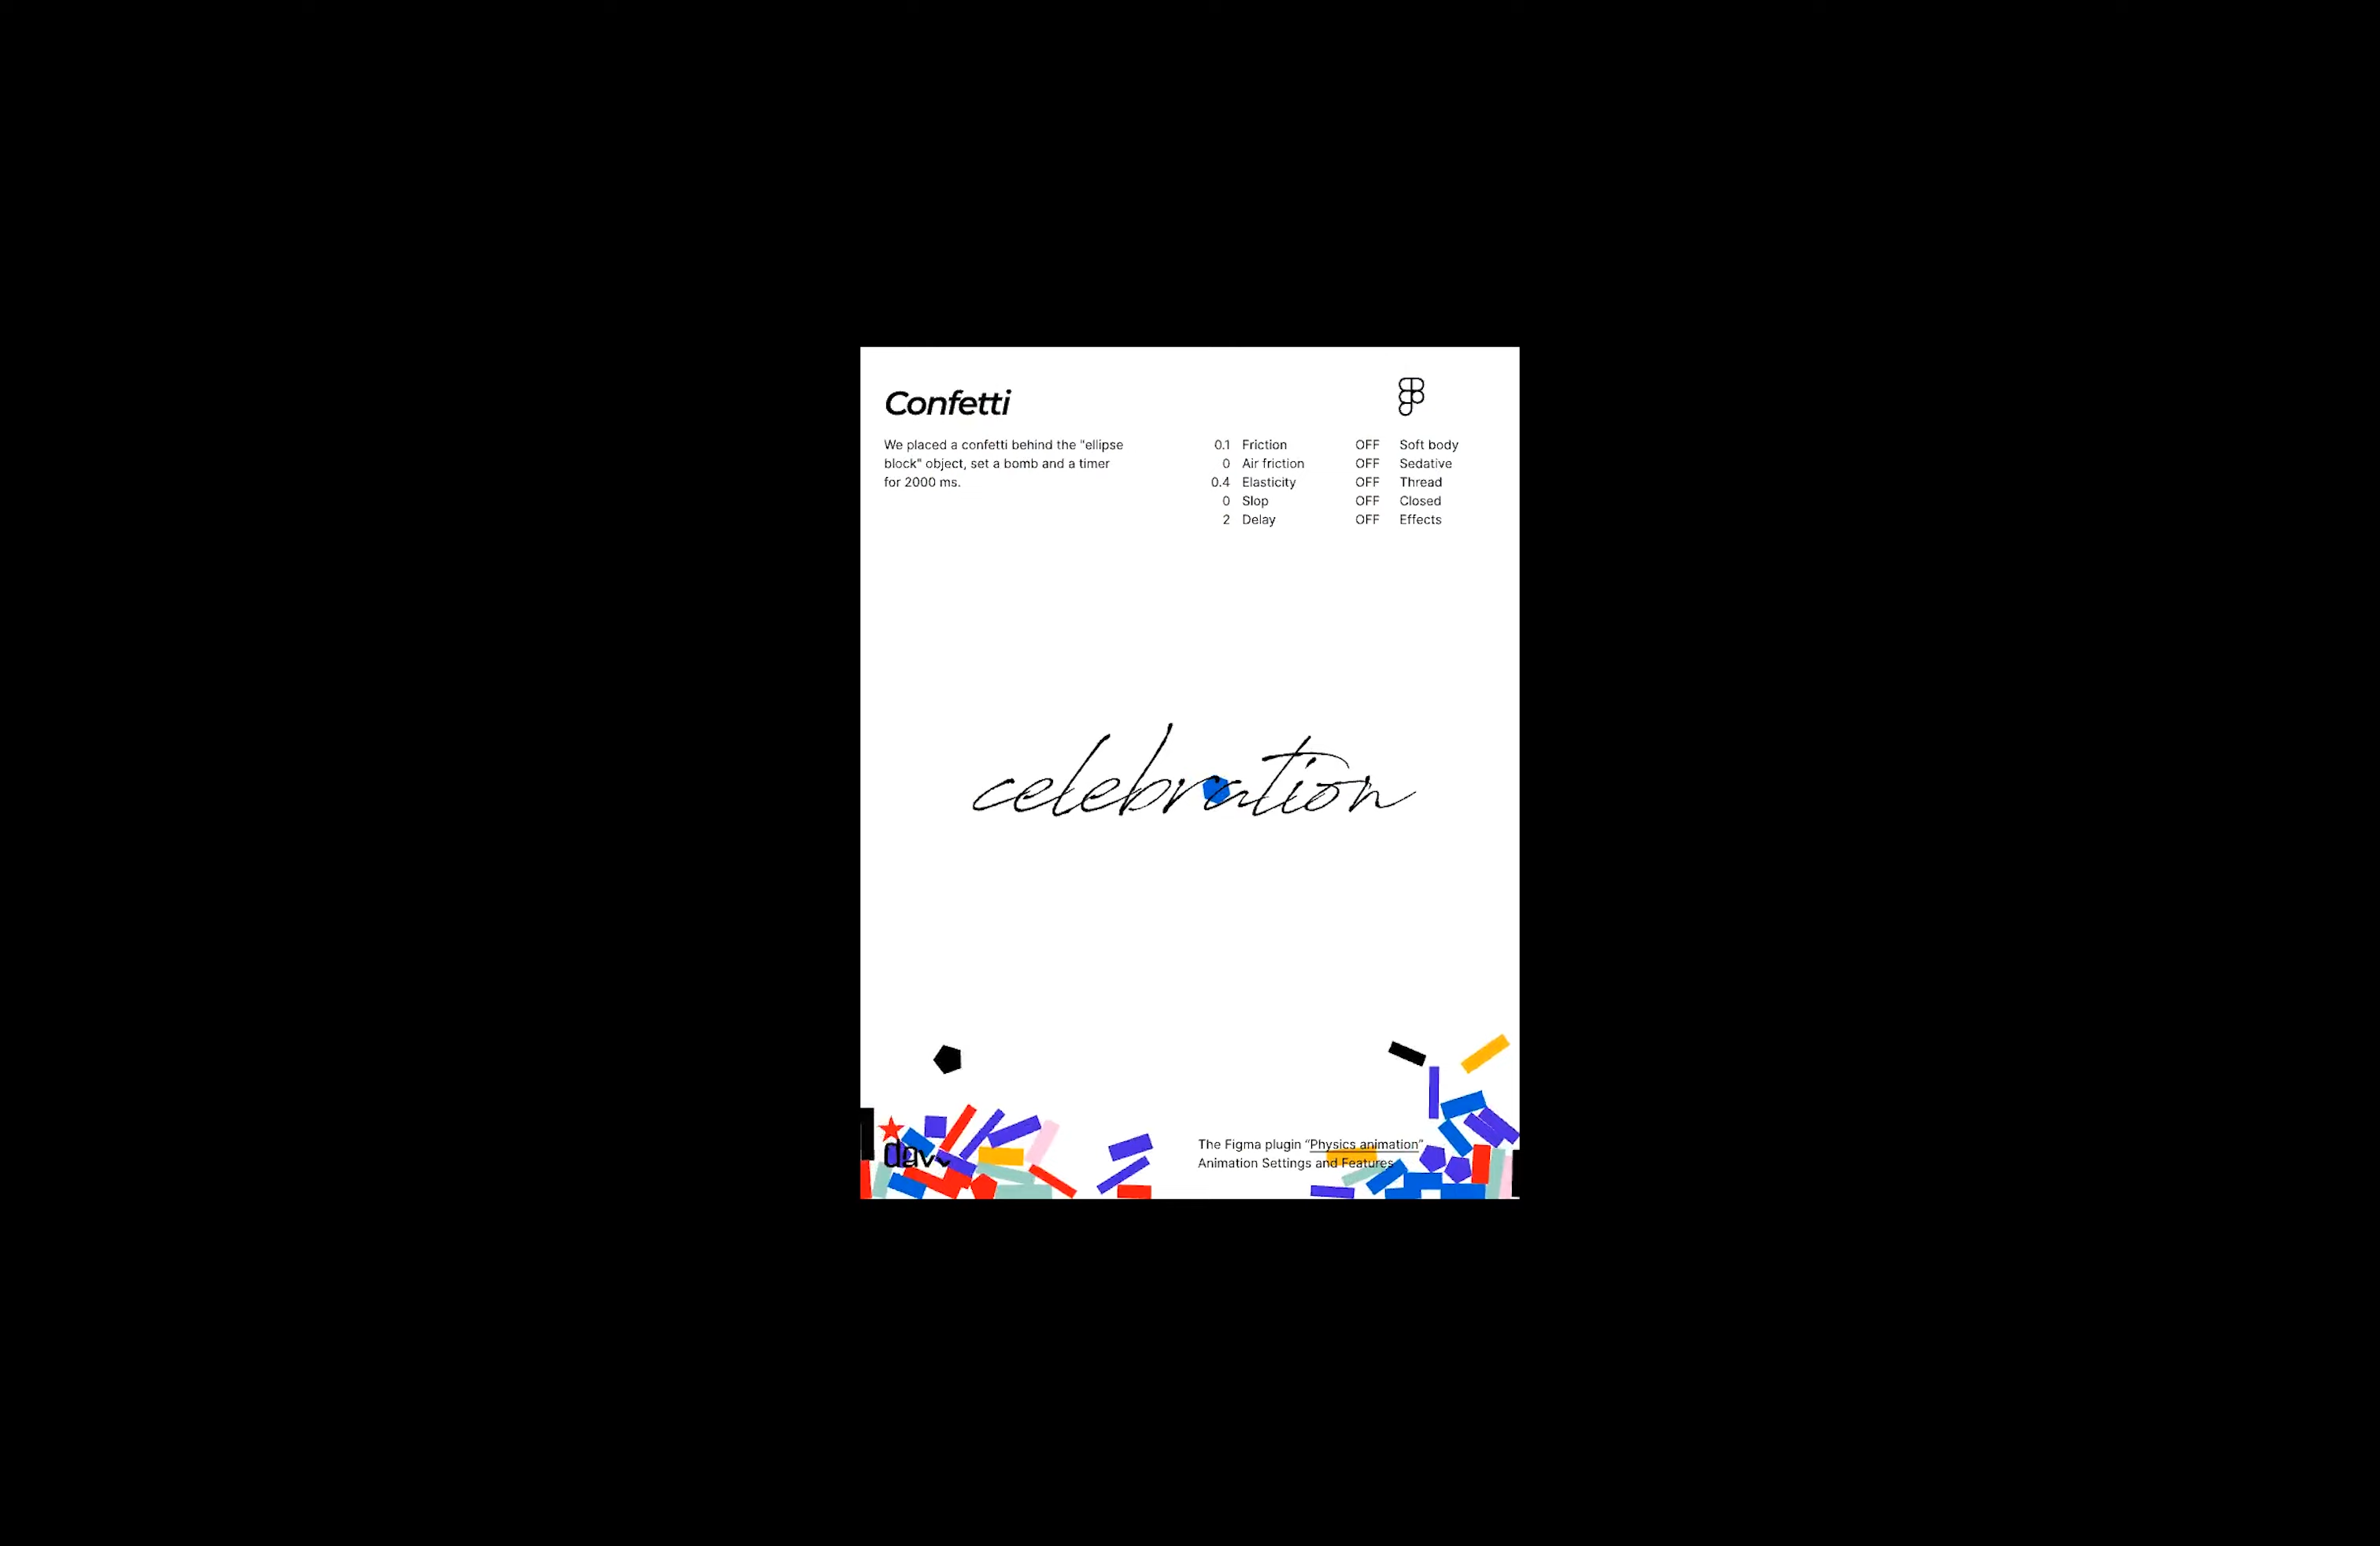 Confetti
We placed a confetti behind the "ellipse
block" object, set a bomb and a timer
for 2000 ms.
0.1 Friction OFF Soft body
0 Air friction OFF Sedative
0.4 Elasticity OFF Thread
0 Slop OFF Closed
2 Delay OFF Effects
celebration
The Figma plugin “Physics animation”
Animation Settings and Features